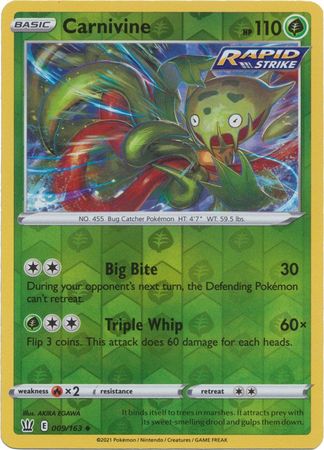 BASIC Carnivine HP 110
RAPID
STRIKE
NO. 455 Bug Catcher Pokémon HT: 4'7" WT: 59.5 lbs.
Big Bite 30
During your opponent's next turn, the Defending Pokémon
can't retreat.
Triple Whip 60×
Flip 3 coins. This attack does 60 damage for each heads.
weakness ×2 resistance retreat
Illus. AKIRA EGAWA
E 009/163
It binds itself to trees in marshes. It attracts prey with
its sweet-smelling drool and gulps them down.
©2021 Pokémon / Nintendo / Creatures / GAME FREAK